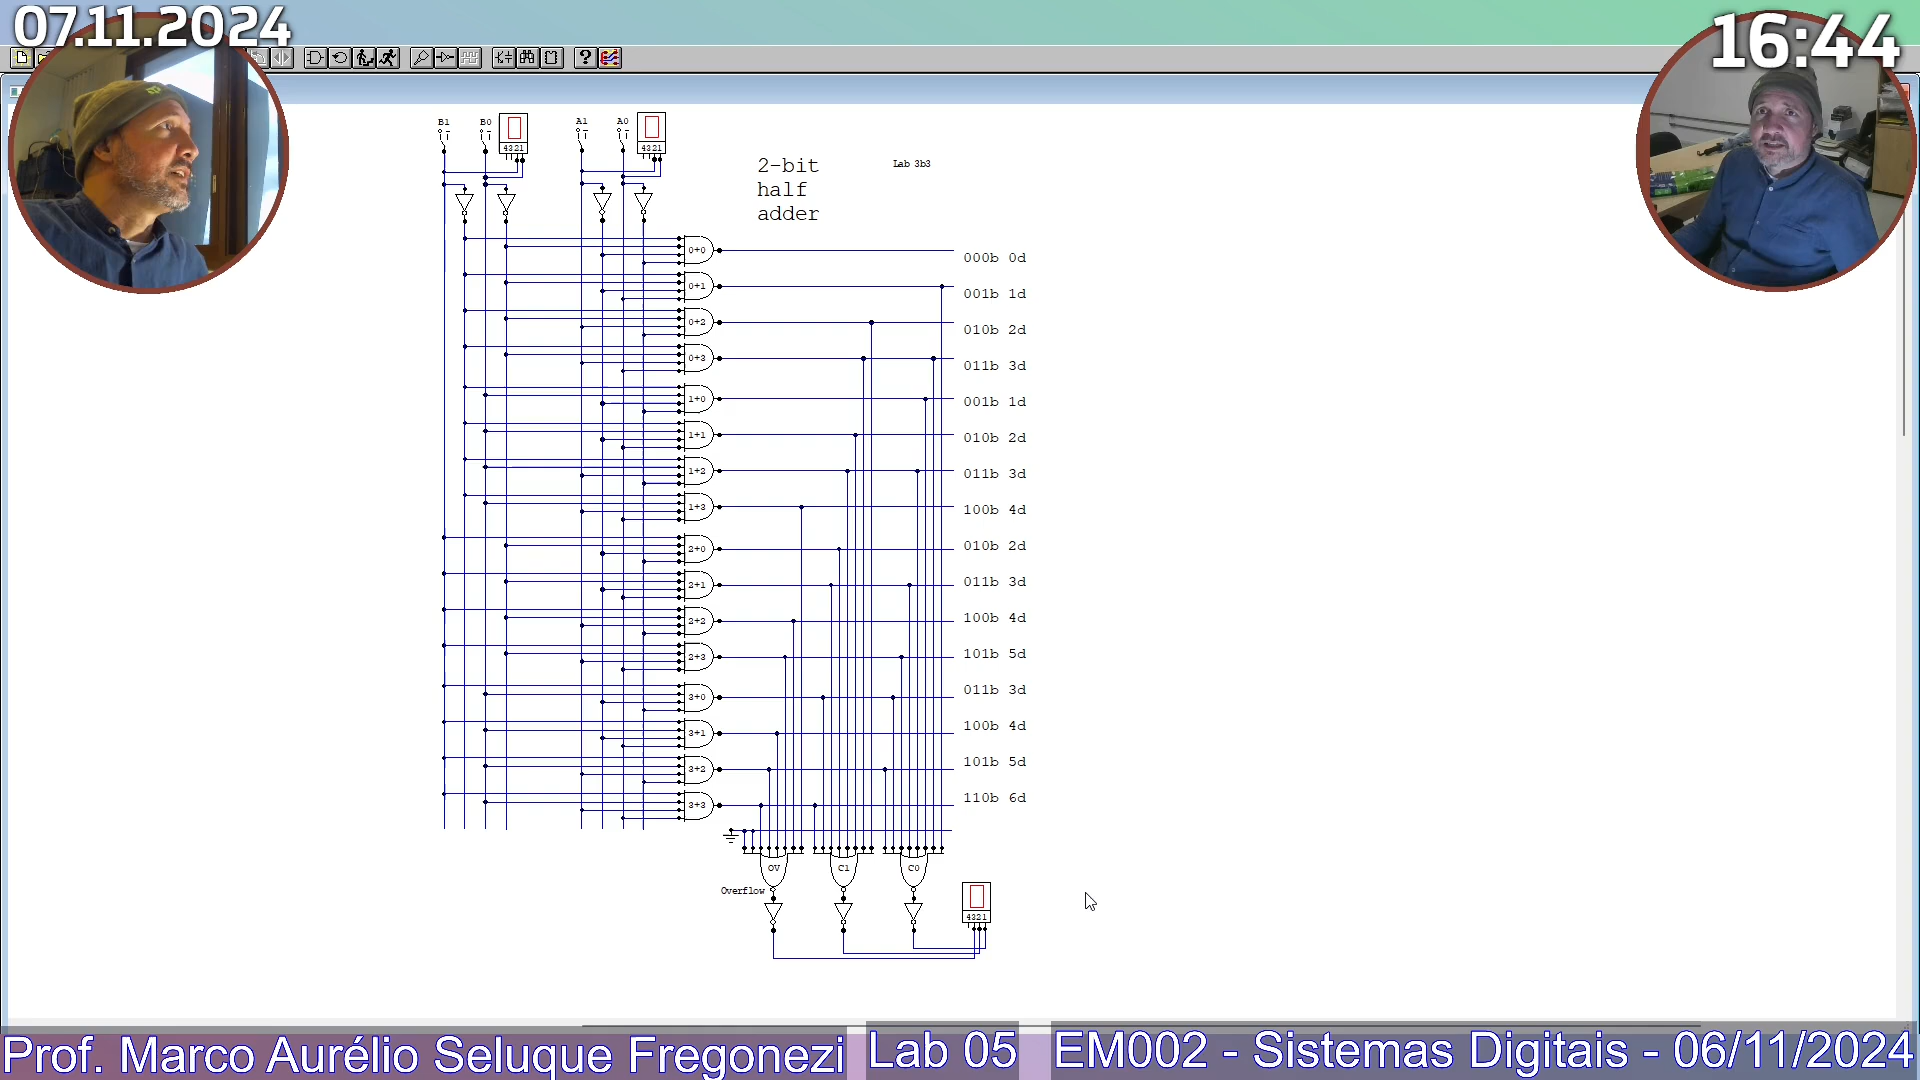 07.11.2024
16:44
B1 B0 A1 A0
4321 4321
2-bit
half
adder
Lab 3b3
0+0 000b 0d
0+1 001b 1d
0+2 010b 2d
0+3 011b 3d
1+0 001b 1d
1+1 010b 2d
1+2 011b 3d
1+3 100b 4d
2+0 010b 2d
2+1 011b 3d
2+2 100b 4d
2+3 101b 5d
3+0 011b 3d
3+1 100b 4d
3+2 101b 5d
3+3 110b 6d
OV C1 C0
Overflow
4321
Prof. Marco Aurélio Seluque Fregonezi
Lab 05
EM002 - Sistemas Digitais - 06/11/2024